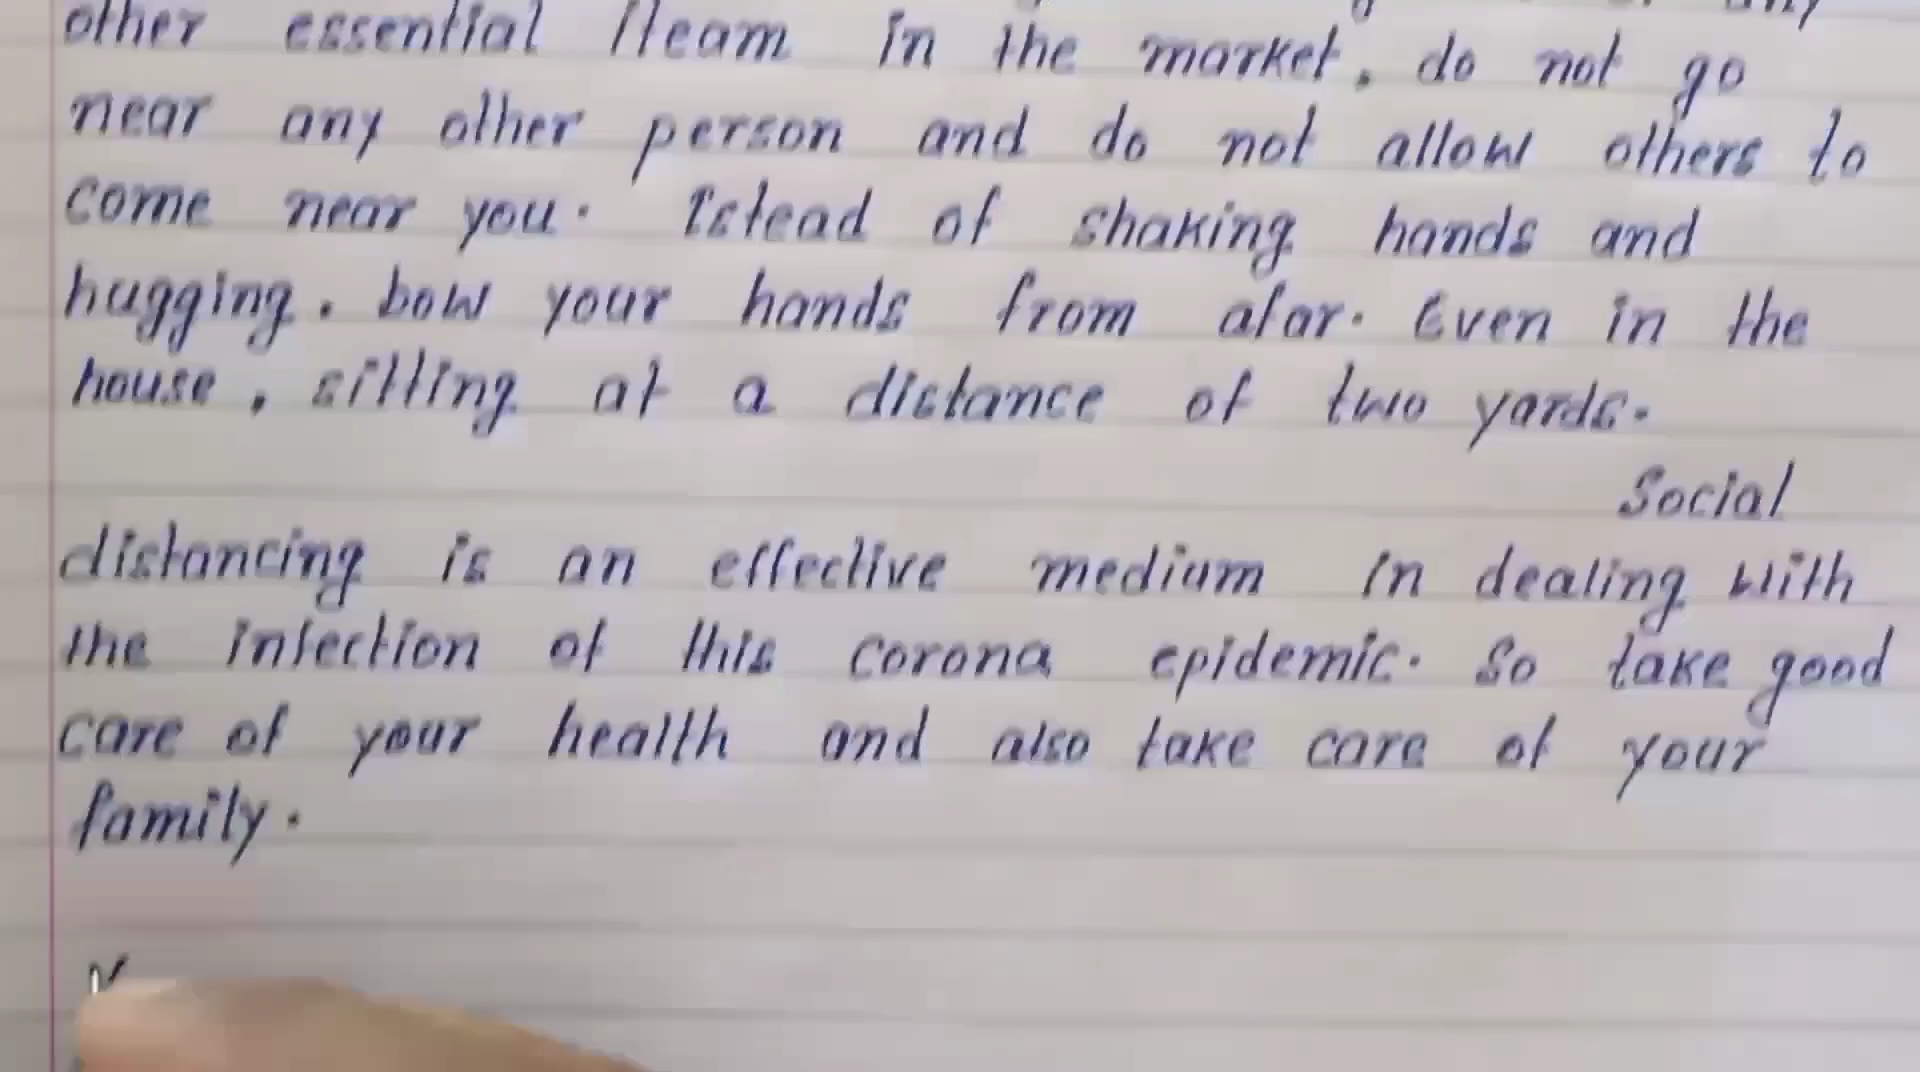 any
other essential Iteam in the market, do not go
near any other person and do not allow others to
come near you. Istead of shaking hands and
hugging, bow your hands from afar. Even in the
house, sitting at a distance of two yards.
Social
distancing is an effective medium in dealing with
the infection of this corona epidemic. So take good
care of your health and also take care of your
family.
Y